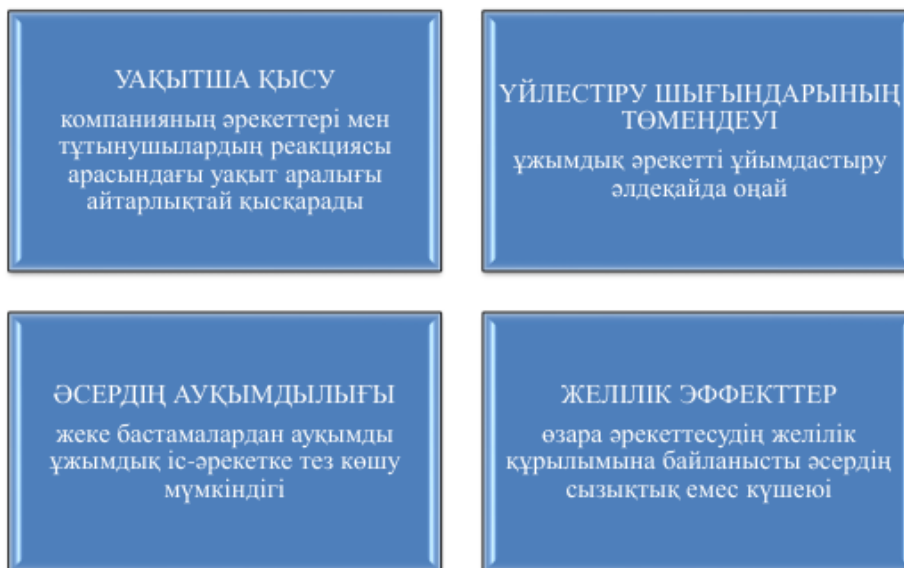 УАҚЫТША ҚЫСУ
компанияның әрекеттері мен
тұтынушылардың реакциясы
арасындағы уақыт аралығы
айтарлықтай қысқарады
ҮЙЛЕСТІРУ ШЫҒЫНДАРЫНЫҢ
ТӨМЕНДЕУІ
ұжымдық әрекетті ұйымдастыру
әлдеқайда оңай
ӘСЕРДІҢ АУҚЫМДЫЛЫҒЫ
жеке бастамалардан ауқымды
ұжымдық іс-әрекетке тез көшу
мүмкіндігі
ЖЕЛІЛІК ЭФФЕКТТЕР
өзара әрекеттесудің желілік
құрылымына байланысты әсердің
сызықтық емес күшеюі